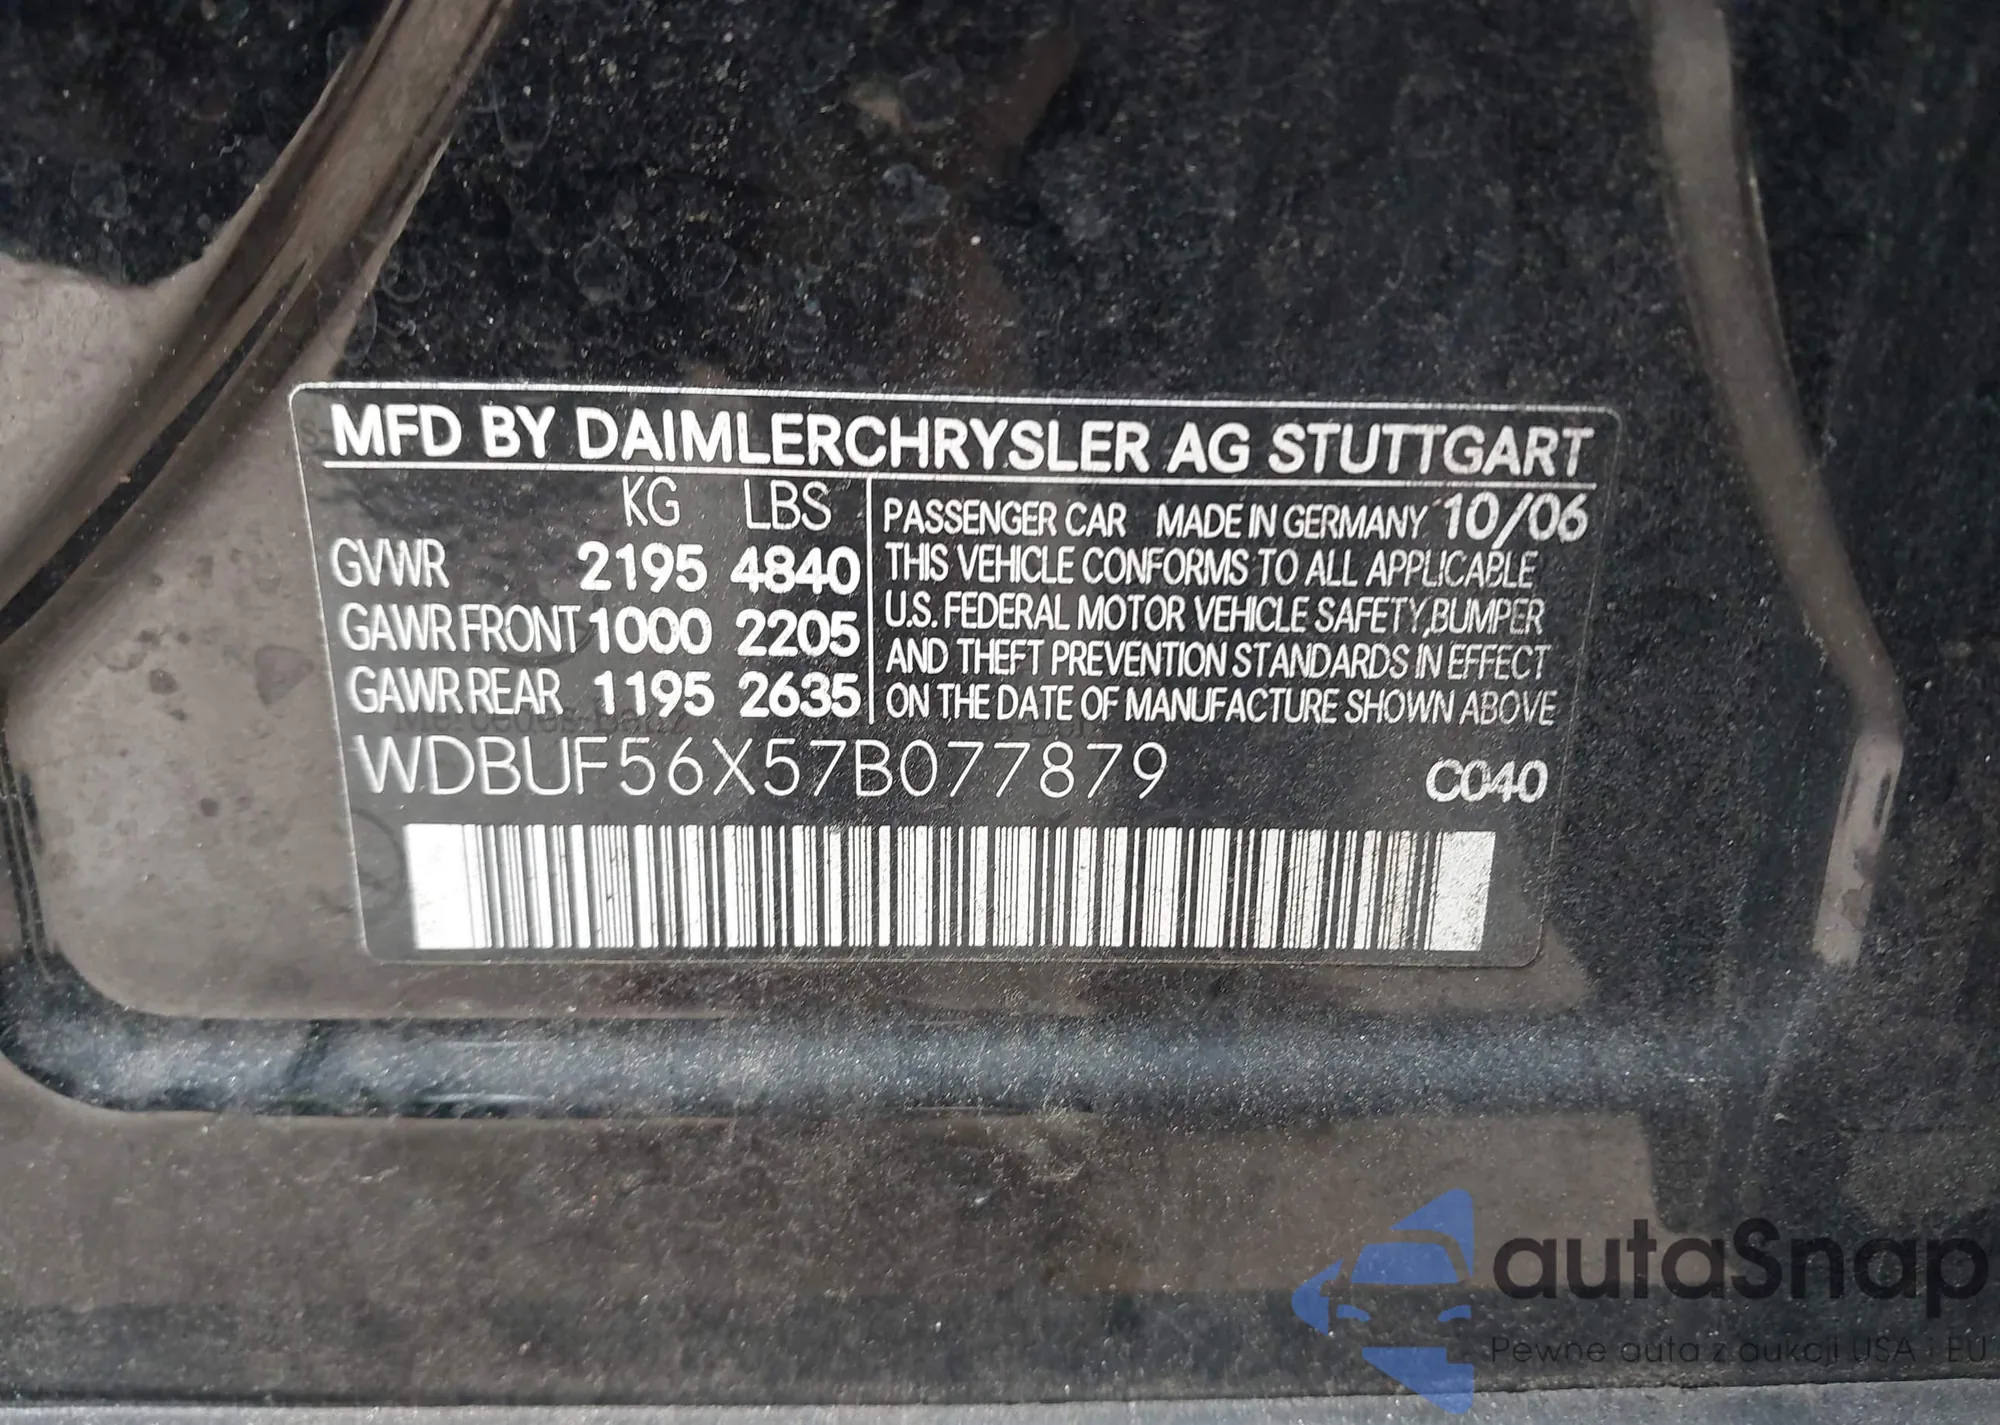 MFD BY DAIMLERCHRYSLER AG STUTTGART
KG LBS
GVWR 2195 4840
GAWR FRONT 1000 2205
GAWR REAR 1195 2635
PASSENGER CAR MADE IN GERMANY 10/06
THIS VEHICLE CONFORMS TO ALL APPLICABLE
U.S. FEDERAL MOTOR VEHICLE SAFETY, BUMPER
AND THEFT PREVENTION STANDARDS IN EFFECT
ON THE DATE OF MANUFACTURE SHOWN ABOVE
WDBUF56X57B077879 C040
autaSnap
Pewne auta z aukcji USA i EU